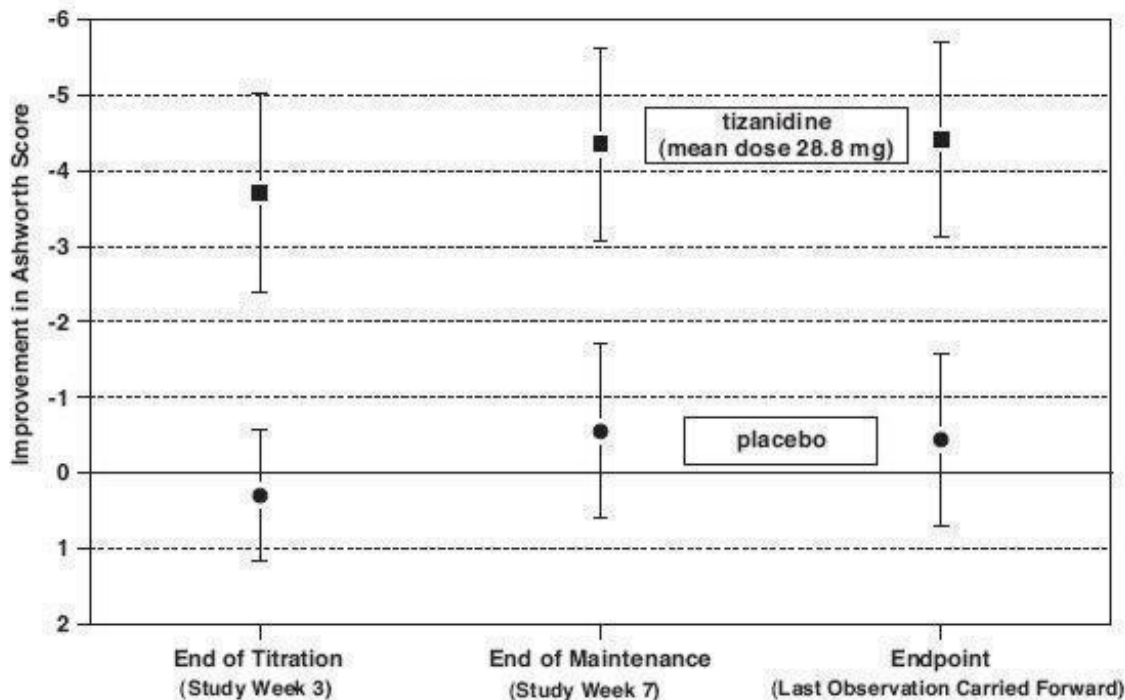 -6
-5
-4
-3
-2
-1
0
1
2
Improvement in Ashworth Score
tizanidine
(mean dose 28.8 mg)
placebo
End of Titration
(Study Week 3)
End of Maintenance
(Study Week 7)
Endpoint
(Last Observation Carried Forward)